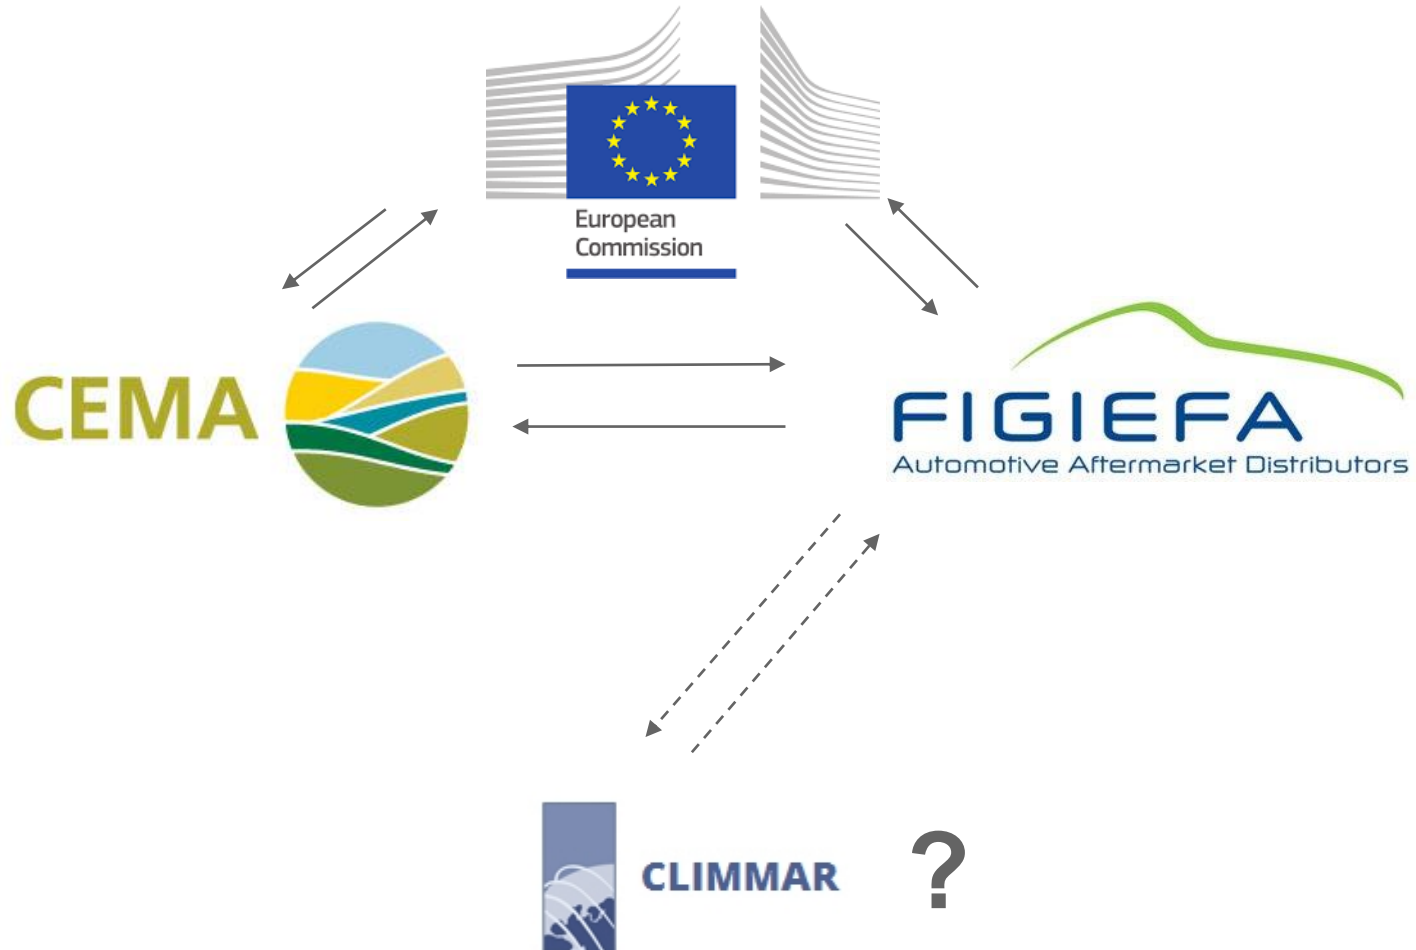 European
Commission
CEMA
FIGIEFA
Automotive Aftermarket Distributors
CLIMMAR
?